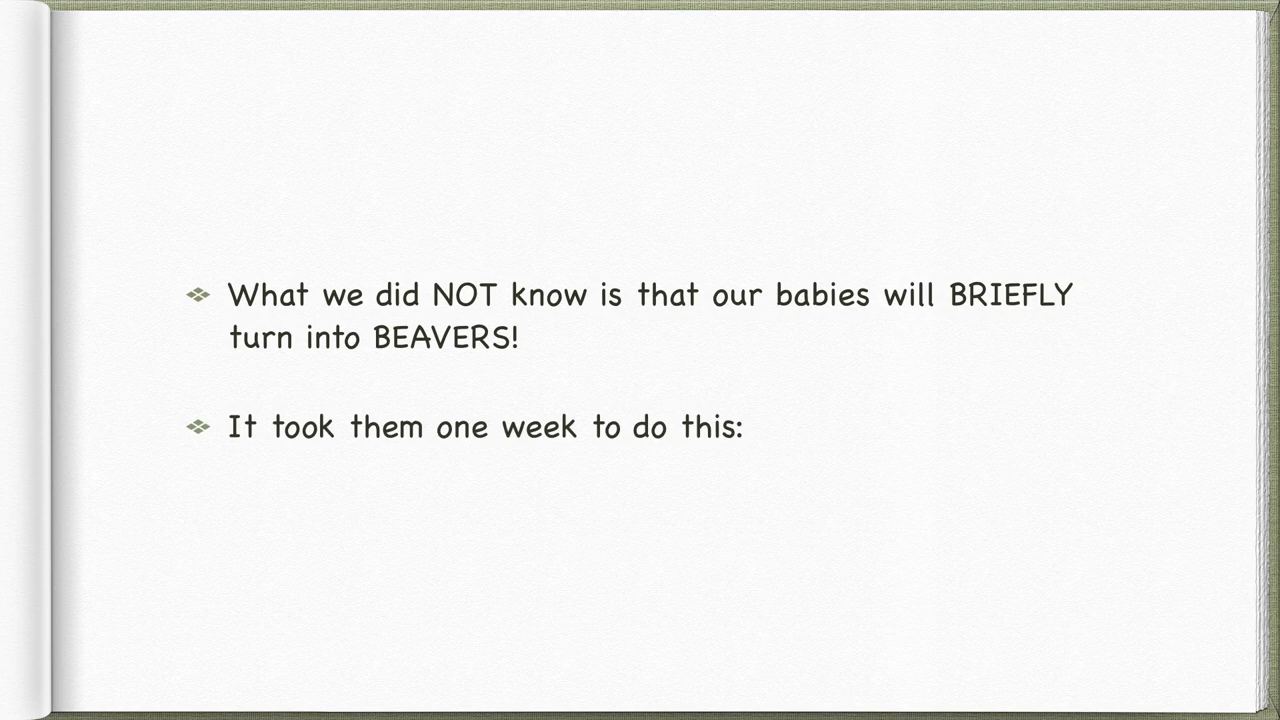 What we did NOT know is that our babies will BRIEFLY
turn into BEAVERS!
It took them one week to do this: